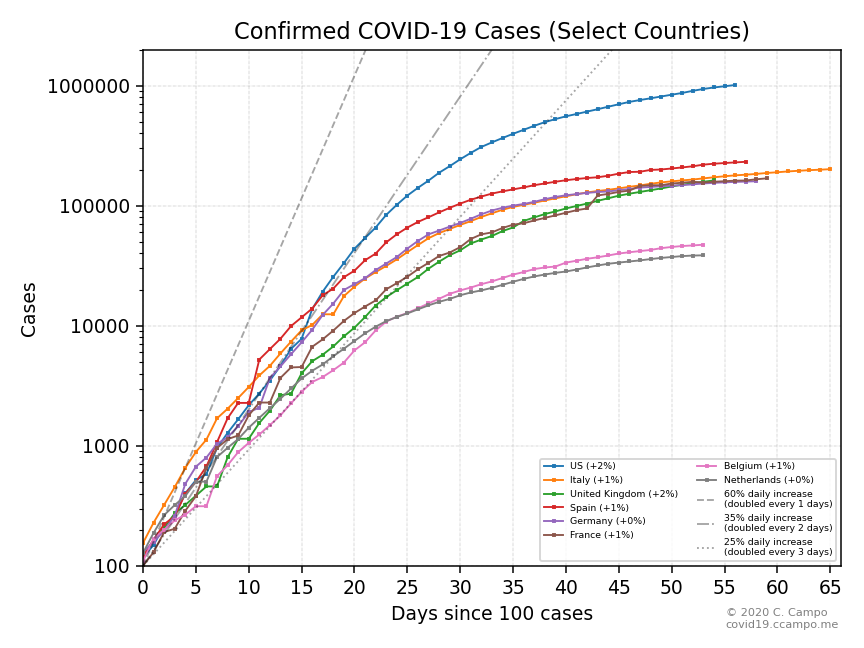 Confirmed COVID-19 Cases (Select Countries)
1000000
100000
10000
1000
100
Cases
0 5 10 15 20 25 30 35 40 45 50 55 60 65
Days since 100 cases
US (+2%)
Italy (+1%)
United Kingdom (+2%)
Spain (+1%)
Germany (+0%)
France (+1%)
Belgium (+1%)
Netherlands (+0%)
60% daily increase
(doubled every 1 days)
35% daily increase
(doubled every 2 days)
25% daily increase
(doubled every 3 days)
© 2020 C. Campo
covid19.ccampo.me